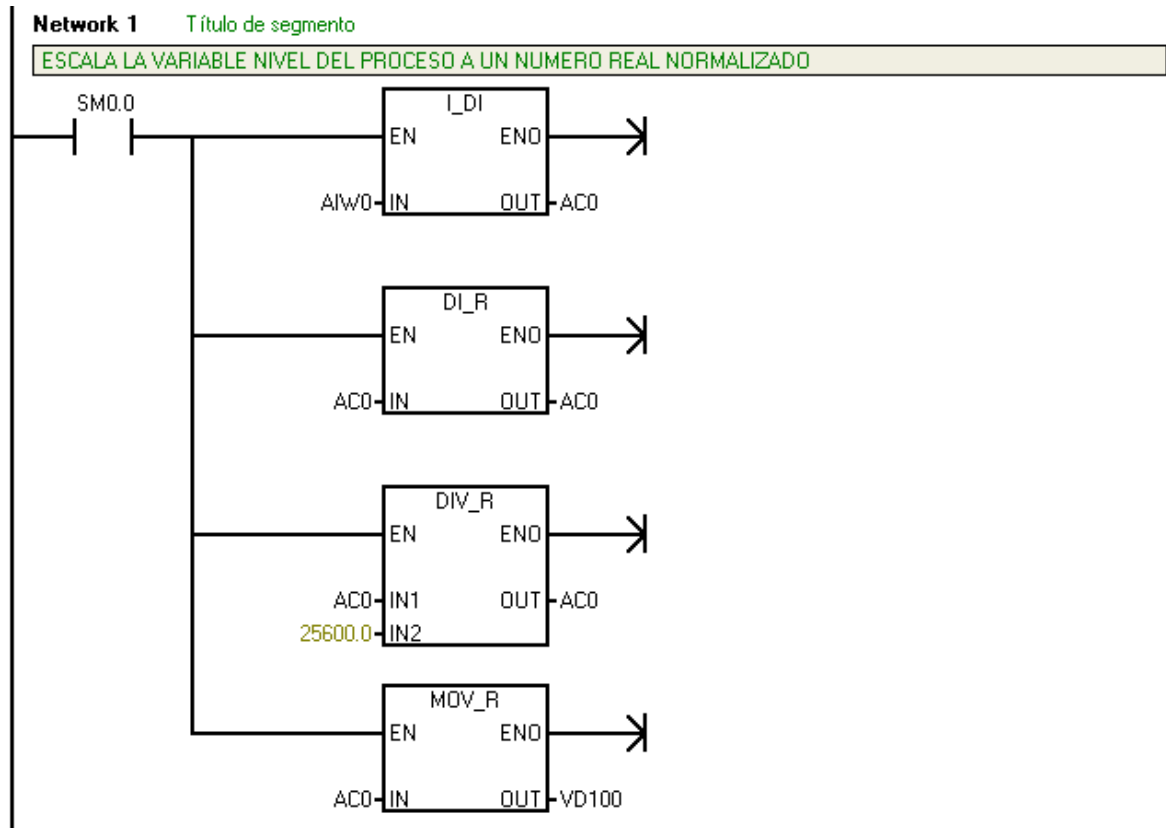 Network 1 Título de segmento
ESCALA LA VARIABLE NIVEL DEL PROCESO A UN NUMERO REAL NORMALIZADO
SM0.0
I_DI
EN ENO
AIW0 IN OUT AC0
DI_R
EN ENO
AC0 IN OUT AC0
DIV_R
EN ENO
AC0 IN1 OUT AC0
25600.0 IN2
MOV_R
EN ENO
AC0 IN OUT VD100